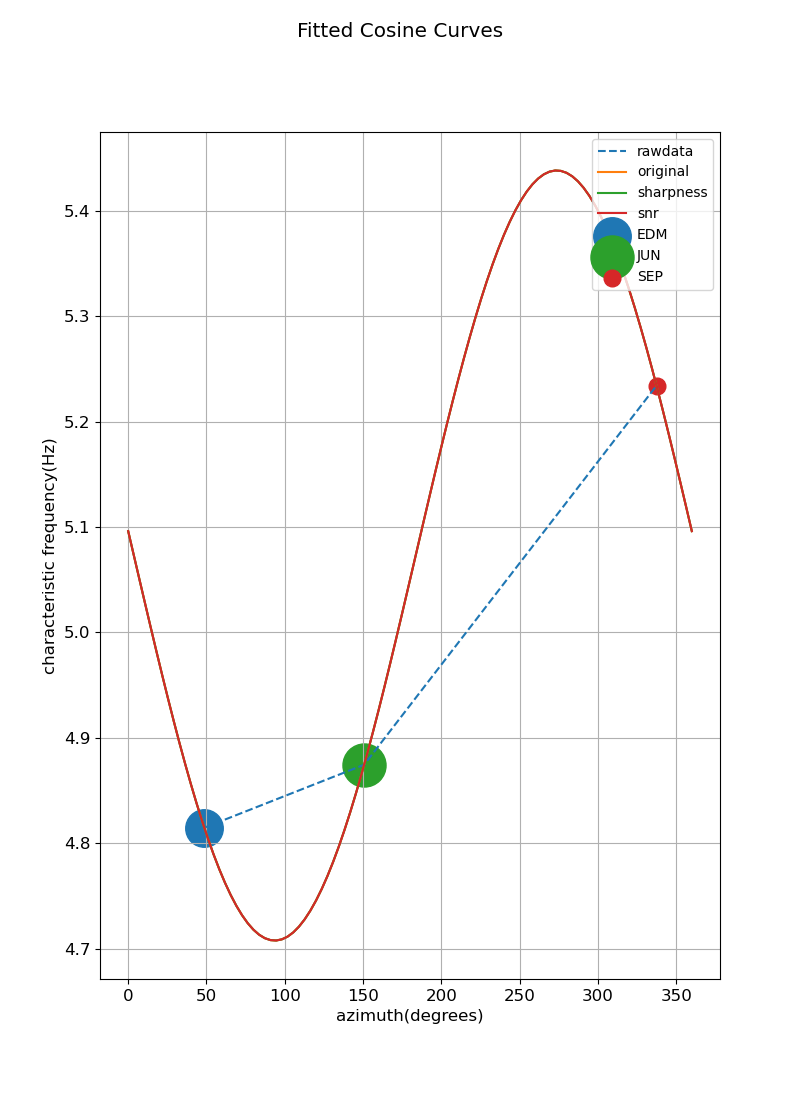 Fitted Cosine Curves
rawdata
original
sharpness
snr
EDM
JUN
SEP
5.4
5.3
5.2
5.1
5.0
4.9
4.8
4.7
characteristic frequency(Hz)
0 50 100 150 200 250 300 350
azimuth(degrees)